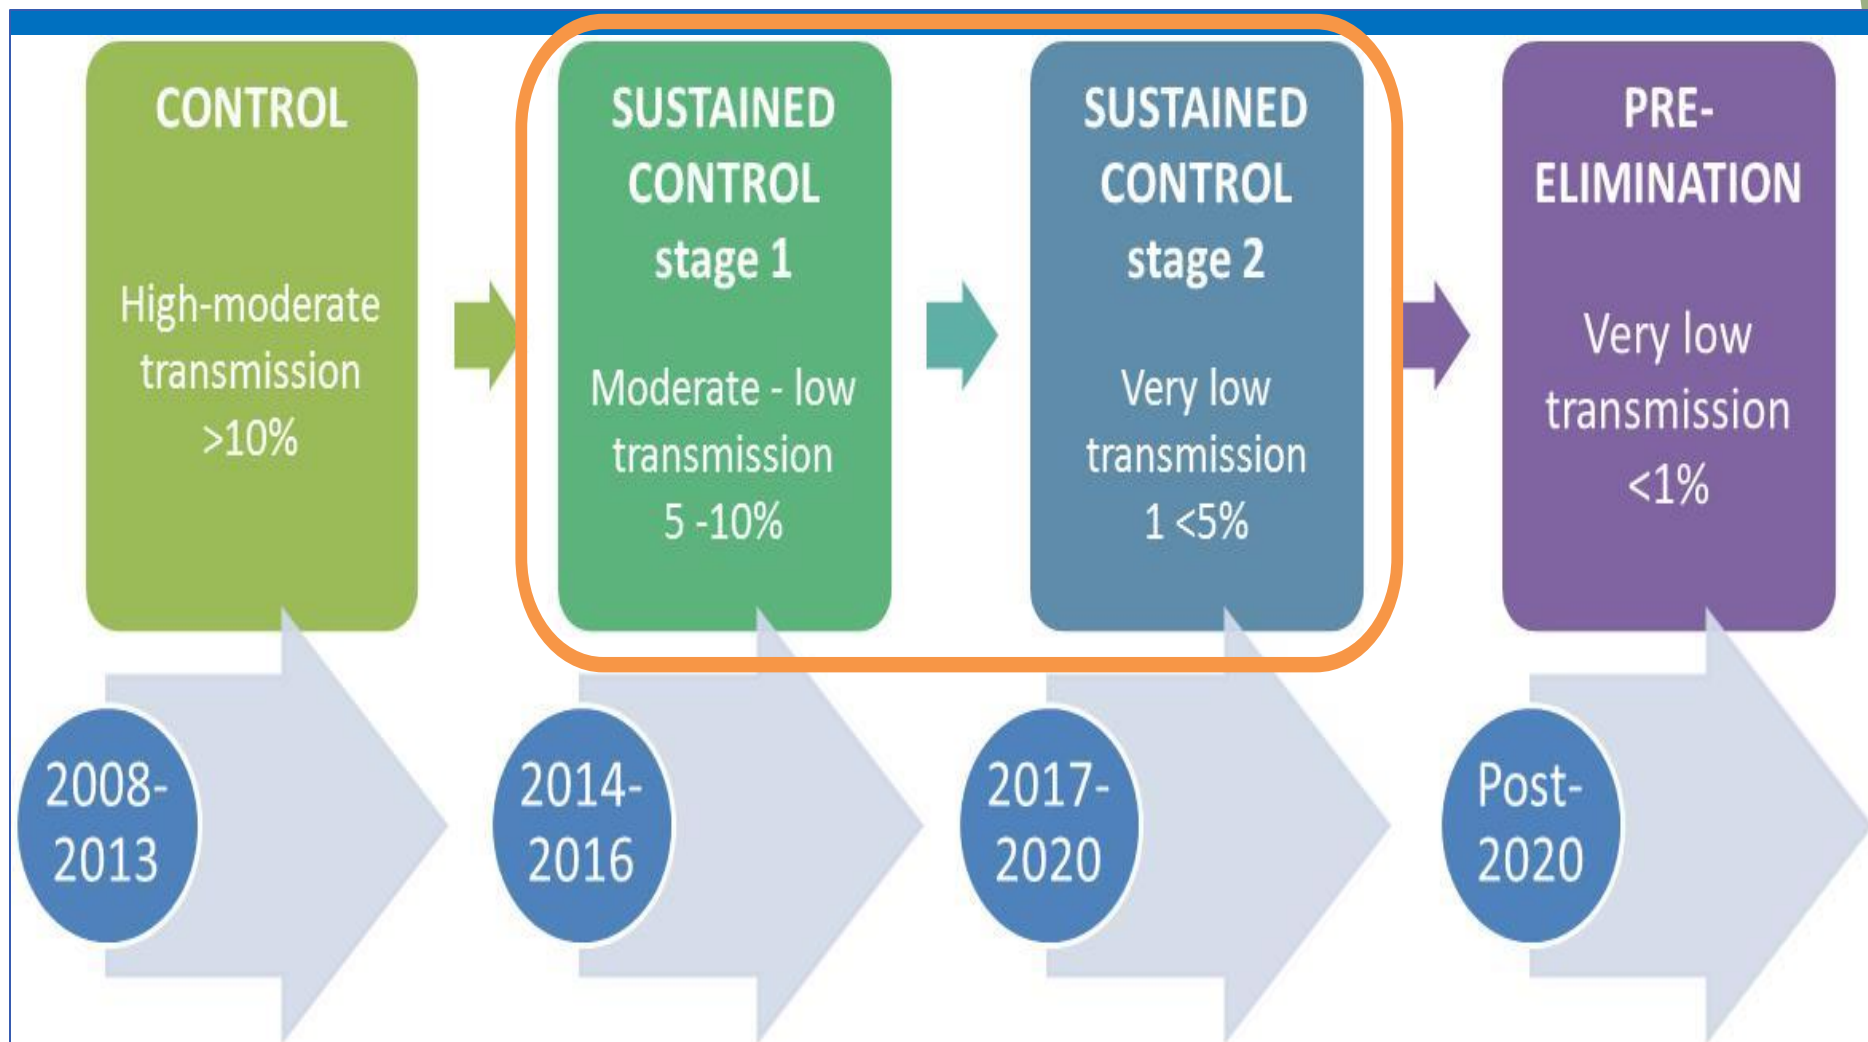 CONTROL
High-moderate
transmission
>10%
SUSTAINED
CONTROL
stage 1
Moderate - low
transmission
5 -10%
SUSTAINED
CONTROL
stage 2
Very low
transmission
1 <5%
PRE-
ELIMINATION
Very low
transmission
<1%
2008-
2013
2014-
2016
2017-
2020
Post-
2020